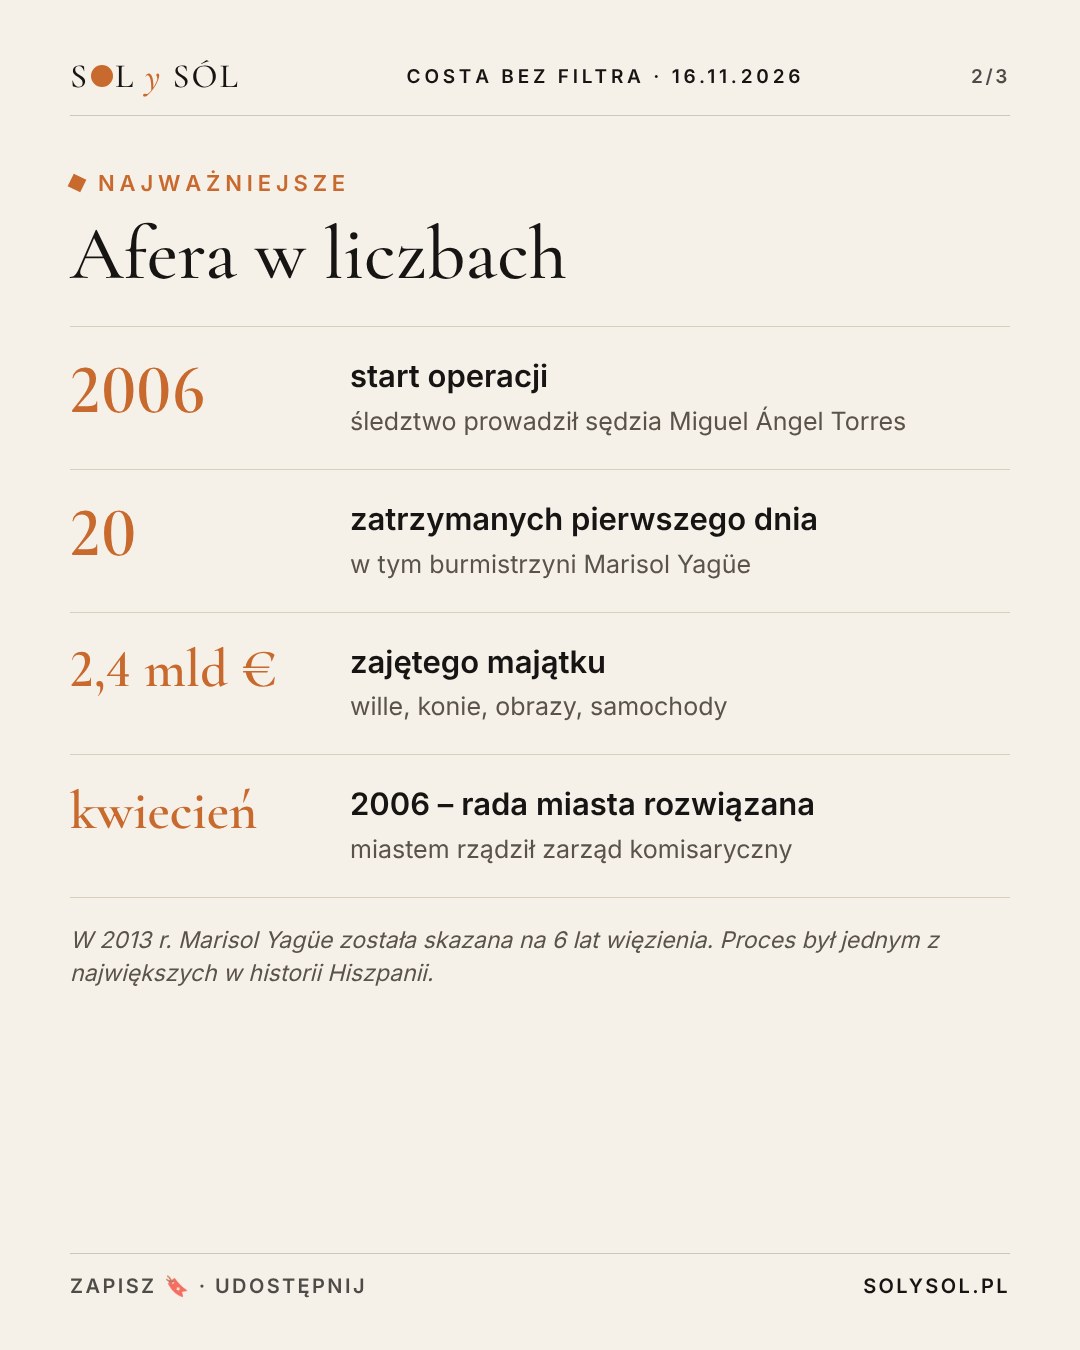 SOL y SÓL
COSTA BEZ FILTRA · 16.11.2026
2/3
NAJWAŻNIEJSZE
Afera w liczbach
2006
start operacji
śledztwo prowadził sędzia Miguel Ángel Torres
20
zatrzymanych pierwszego dnia
w tym burmistrzyni Marisol Yagüe
2,4 mld €
zajętego majątku
wille, konie, obrazy, samochody
kwiecień
2006 – rada miasta rozwiązana
miastem rządził zarząd komisaryczny
W 2013 r. Marisol Yagüe została skazana na 6 lat więzienia. Proces był jednym z
największych w historii Hiszpanii.
ZAPISZ 🔖 · UDOSTĘPNIJ
SOLYSOL.PL